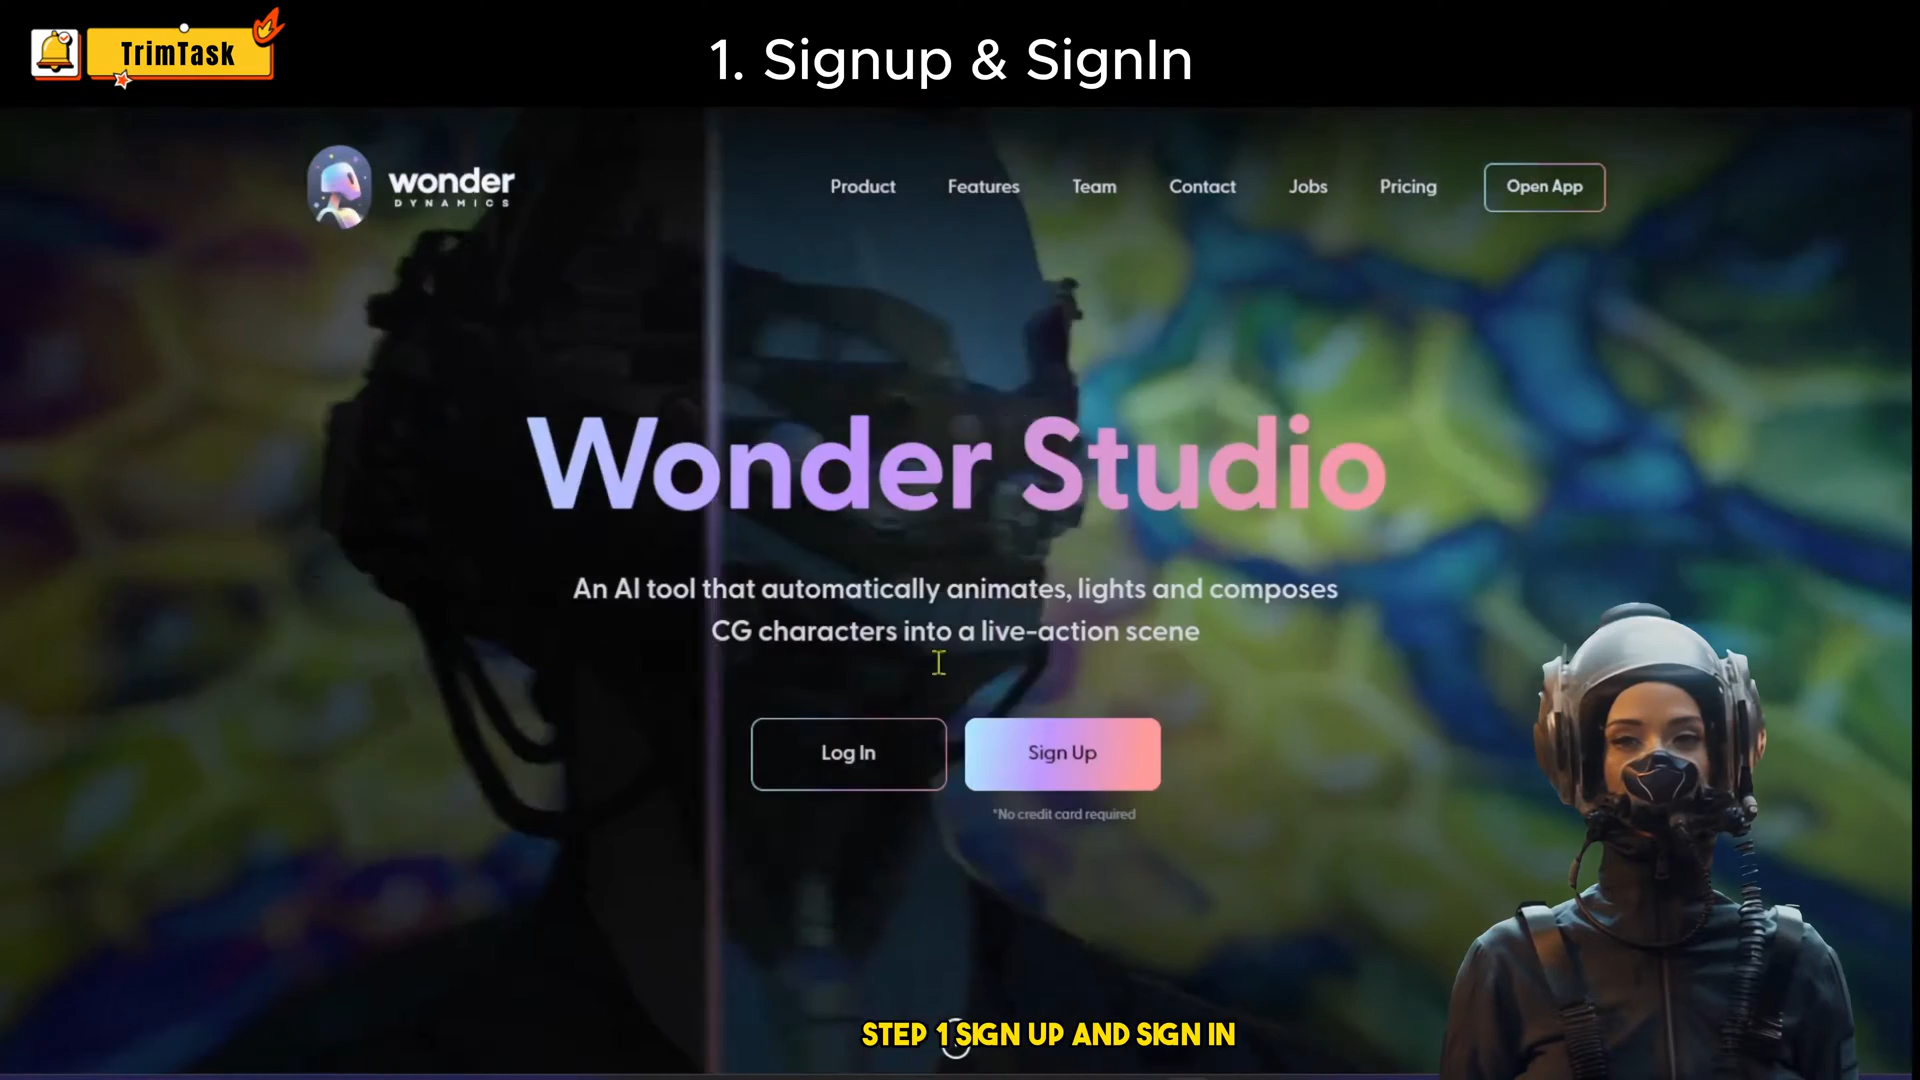 TrimTask
1. Signup & SignIn
wonder
DYNAMICS
Product Features Team Contact Jobs Pricing Open App
Wonder Studio
An AI tool that automatically animates, lights and composes
CG characters into a live-action scene
Log In Sign Up
*No credit card required
STEP 1 SIGN UP AND SIGN IN